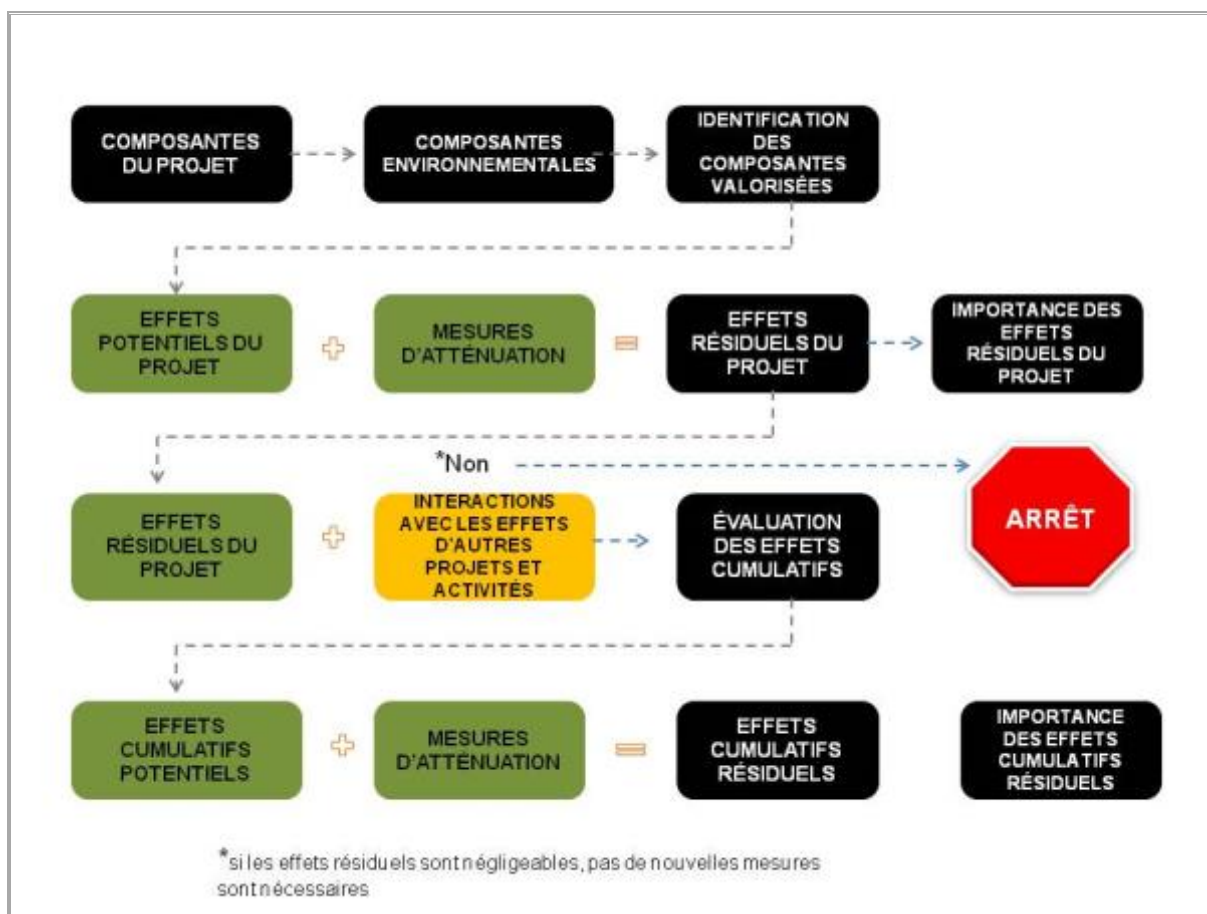 COMPOSANTES
DU PROJET
COMPOSANTES
ENVIRONNEMENTALES
IDENTIFICATION
DES
COMPOSANTES
VALORISÉES
EFFETS
POTENTIELS DU
PROJET
MESURES
D'ATTÉNUATION
EFFETS
RÉSIDUELS DU
PROJET
IMPORTANCE DES
EFFETS
RÉSIDUELS DU
PROJET
*Non
EFFETS
RÉSIDUELS DU
PROJET
INTERACTIONS
AVEC LES EFFETS
D'AUTRES
PROJETS ET
ACTIVITÉS
ÉVALUATION
DES EFFETS
CUMULATIFS
ARRÊT
EFFETS
CUMULATIFS
POTENTIELS
MESURES
D'ATTÉNUATION
EFFETS
CUMULATIFS
RÉSIDUELS
IMPORTANCE
DES EFFETS
CUMULATIFS
RÉSIDUELS
*si les effets résiduels sont négligeables, pas de nouvelles mesures
sont nécessaires